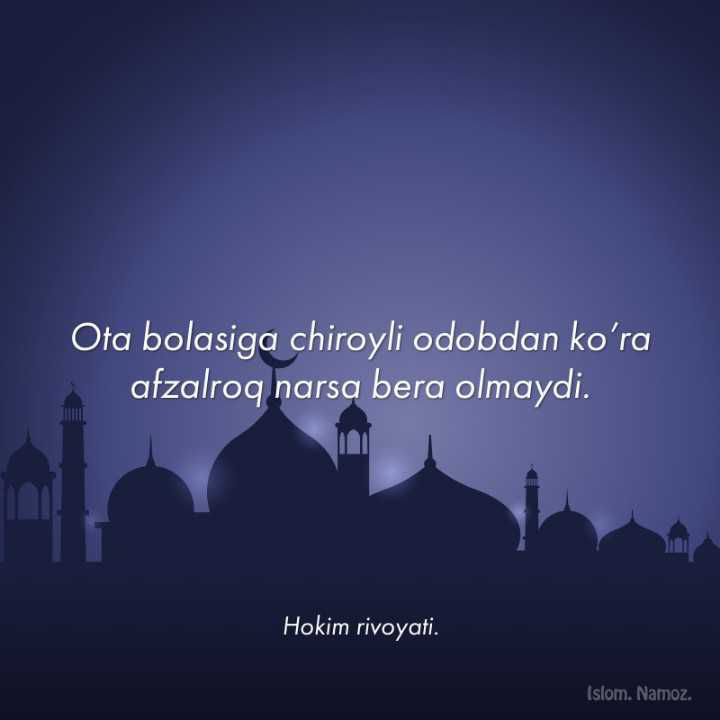 Ota bolasiga chiroyli odobdan ko‘ra
afzalroq narsa bera olmaydi.
Hokim rivoyati.
Islom. Namoz.